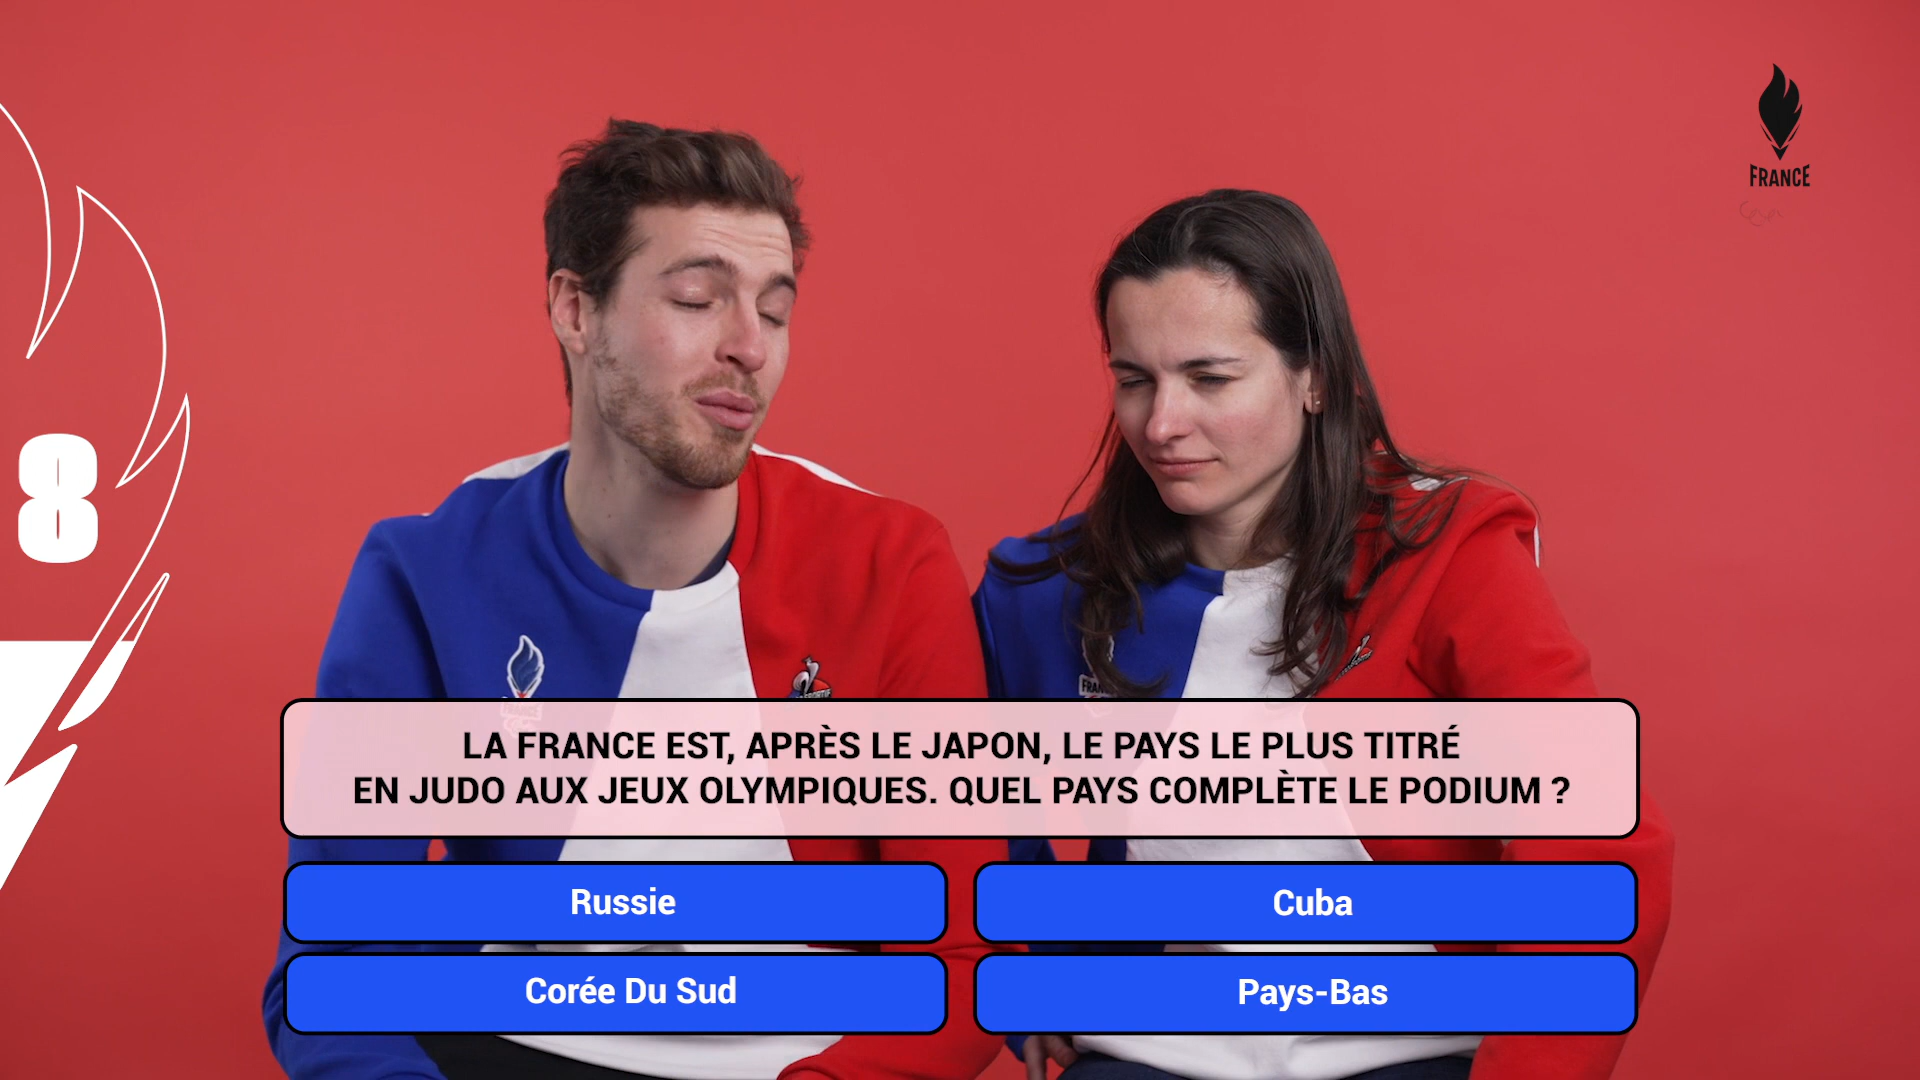 FRANCE
8
LA FRANCE EST, APRÈS LE JAPON, LE PAYS LE PLUS TITRÉ
EN JUDO AUX JEUX OLYMPIQUES. QUEL PAYS COMPLÈTE LE PODIUM ?
Russie
Cuba
Corée Du Sud
Pays-Bas